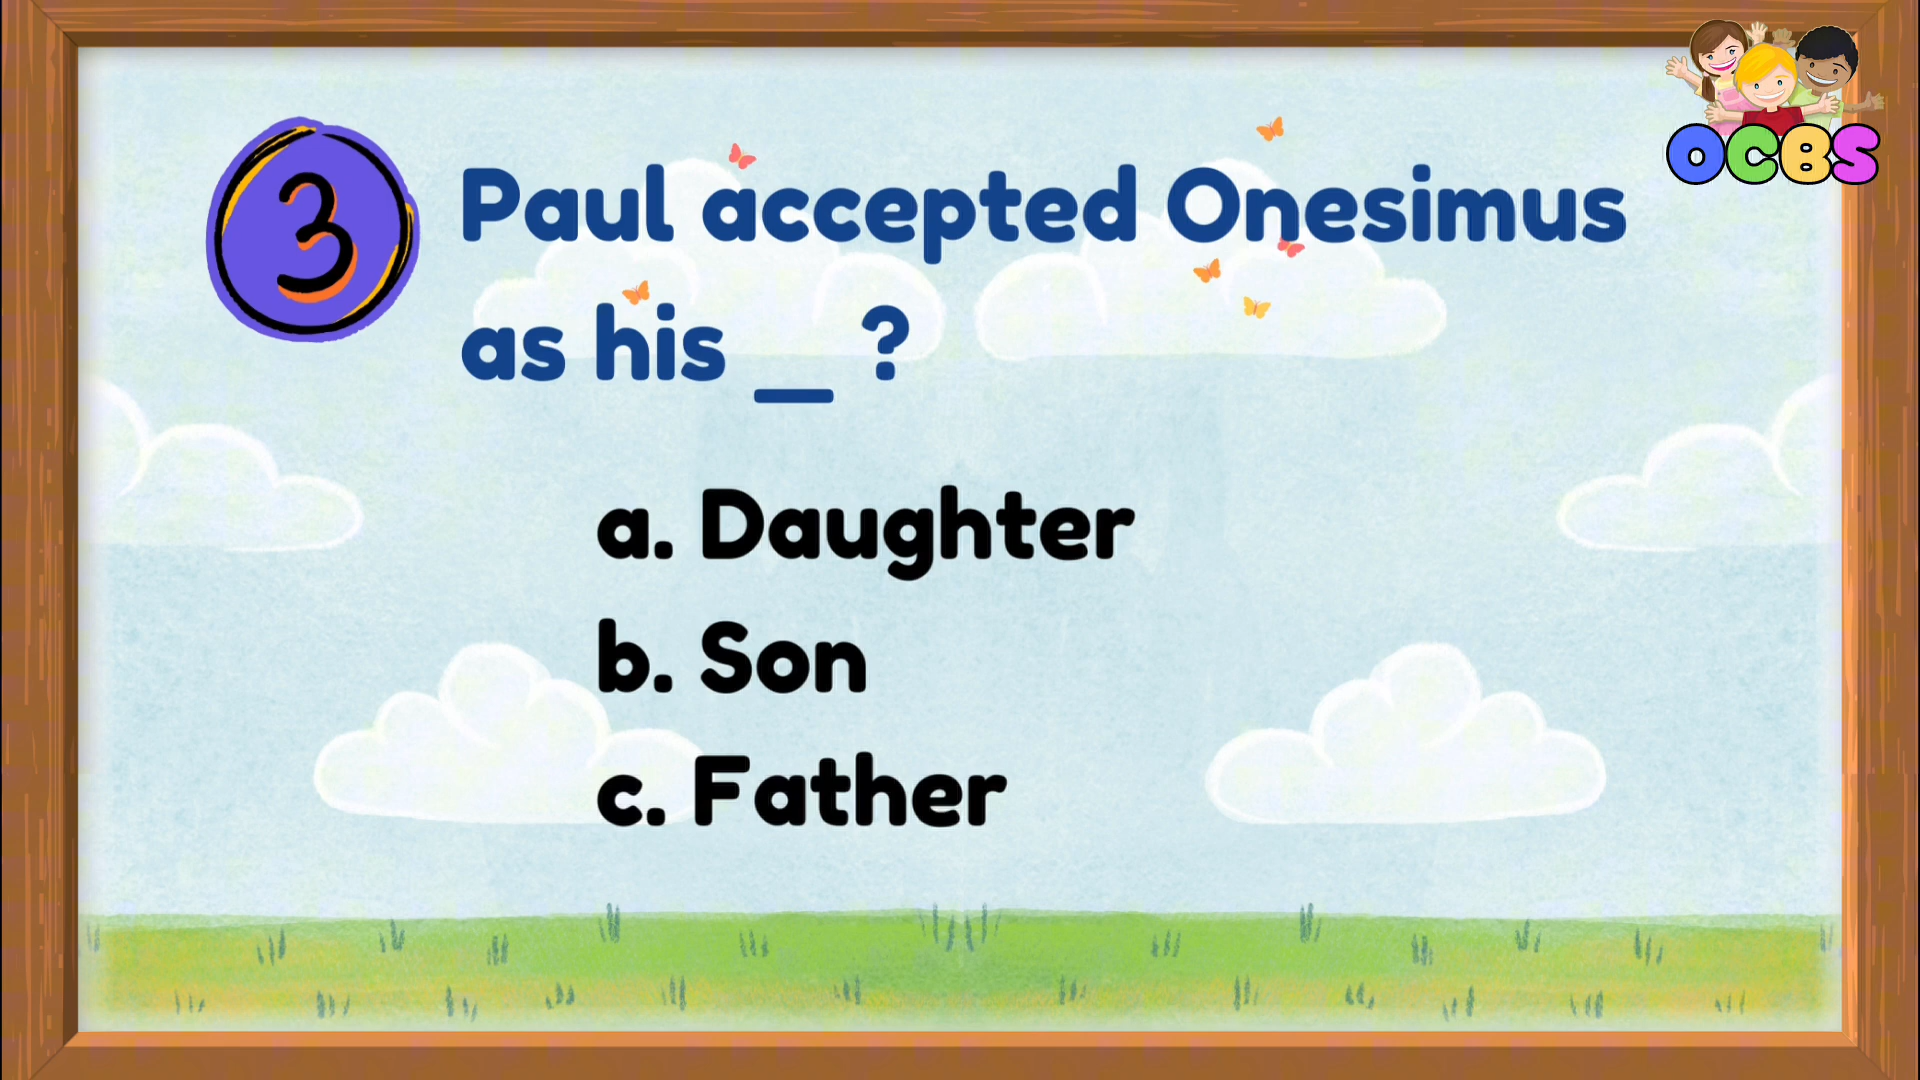 OCBS
3
Paul accepted Onesimus
as his _ ?
a. Daughter
b. Son
c. Father